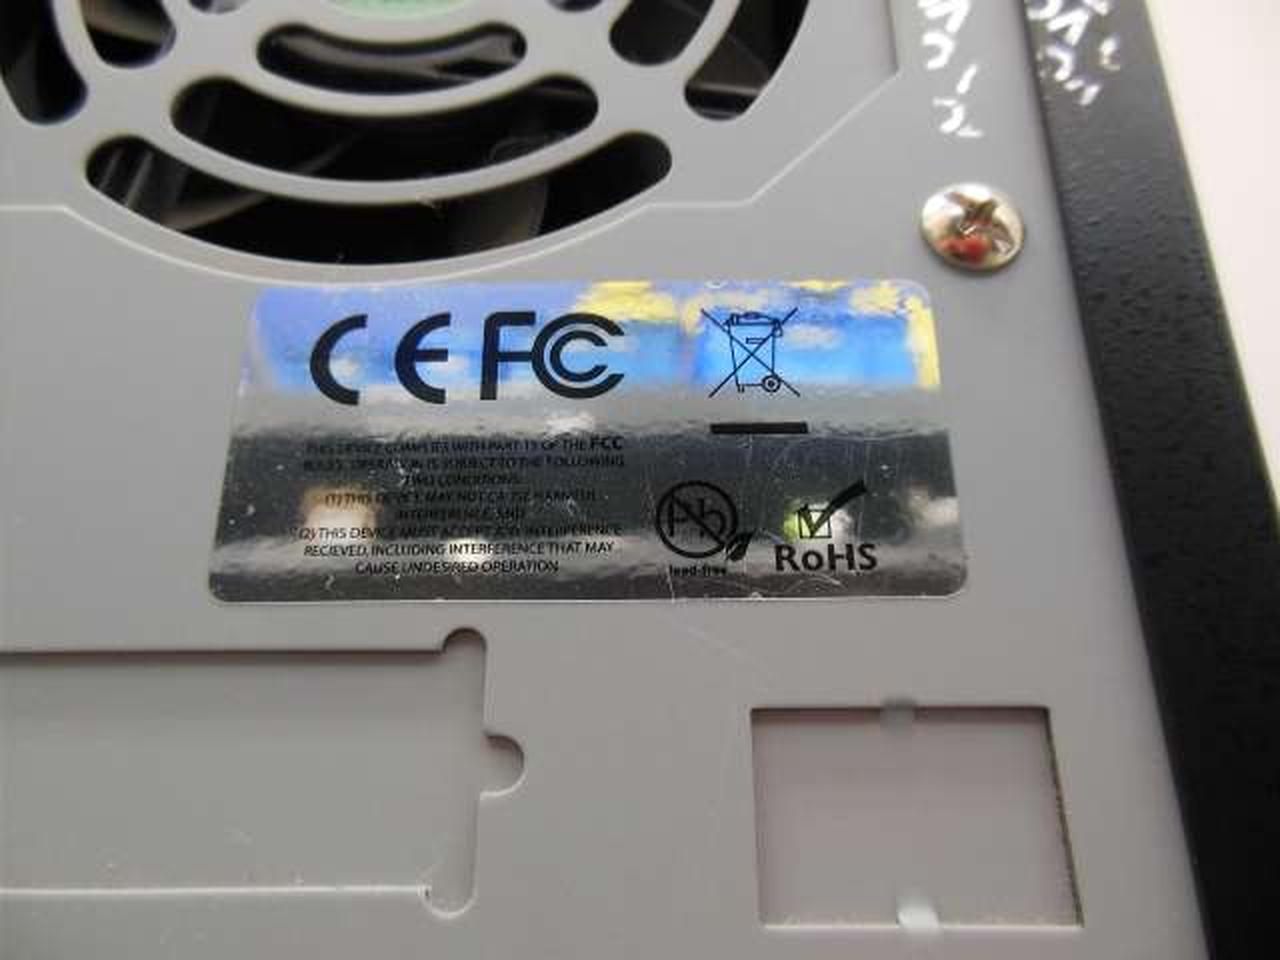 CE FC
THIS DEVICE COMPLIES WITH PART 15 OF THE FCC
RULES. OPERATION IS SUBJECT TO THE FOLLOWING
TWO CONDITIONS:
(1) THIS DEVICE MAY NOT CAUSE HARMFUL
INTERFERENCE, AND
(2) THIS DEVICE MUST ACCEPT ANY INTERFERENCE
RECIEVED, INCLUDING INTERFERENCE THAT MAY
CAUSE UNDESIRED OPERATION
Pb
lead-free
RoHS